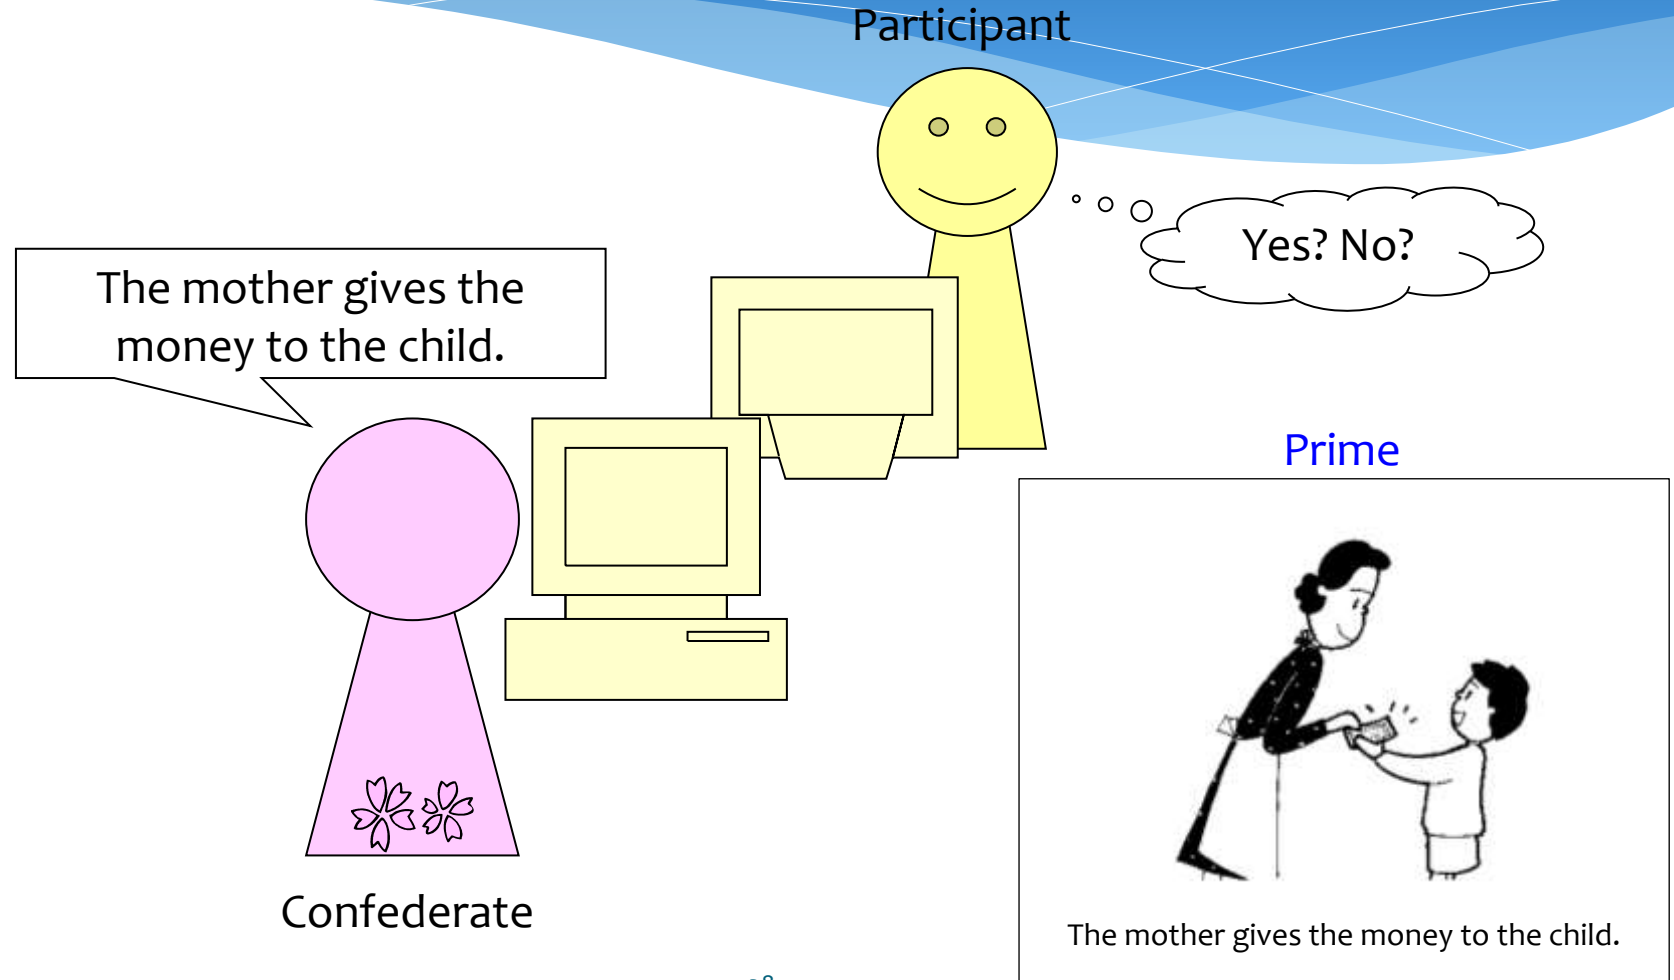 Participant
Yes? No?
The mother gives the
money to the child.
Prime
Confederate
The mother gives the money to the child.